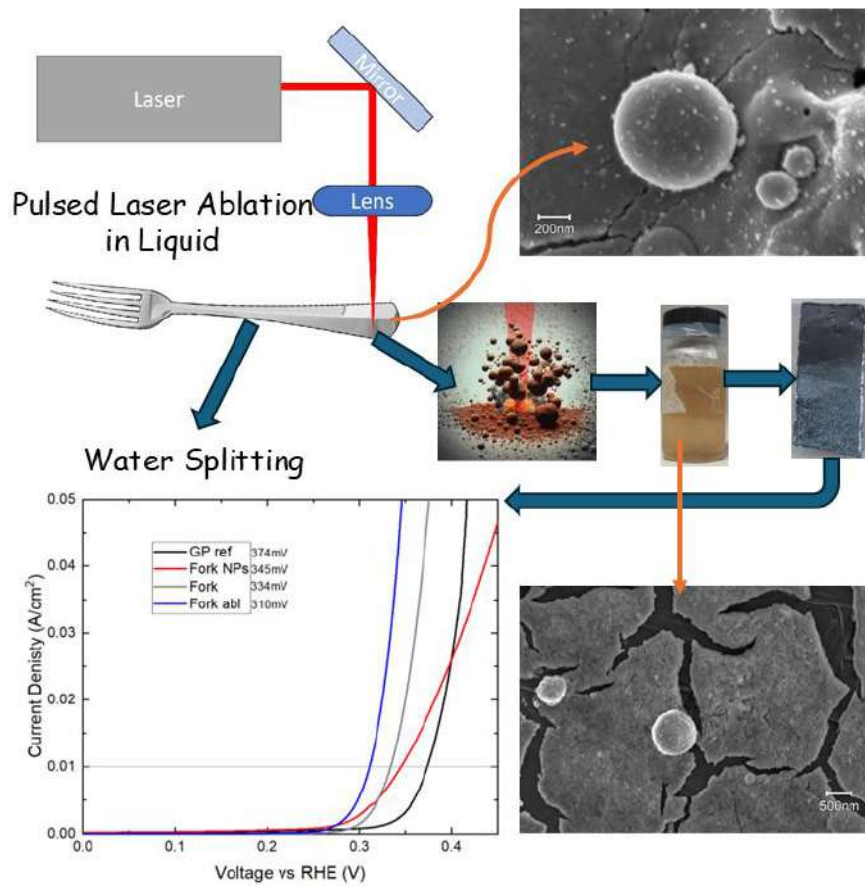 Laser
Mirror
Lens
Pulsed Laser Ablation
in Liquid
200nm
Water Splitting
0.05
0.04
0.03
0.02
0.01
0.00
Current Denisty (A/cm²)
GP ref 374mV
Fork NPs 345mV
Fork 334mV
Fork abl 310mV
0.0
0.1
0.2
0.3
0.4
Voltage vs RHE (V)
500nm